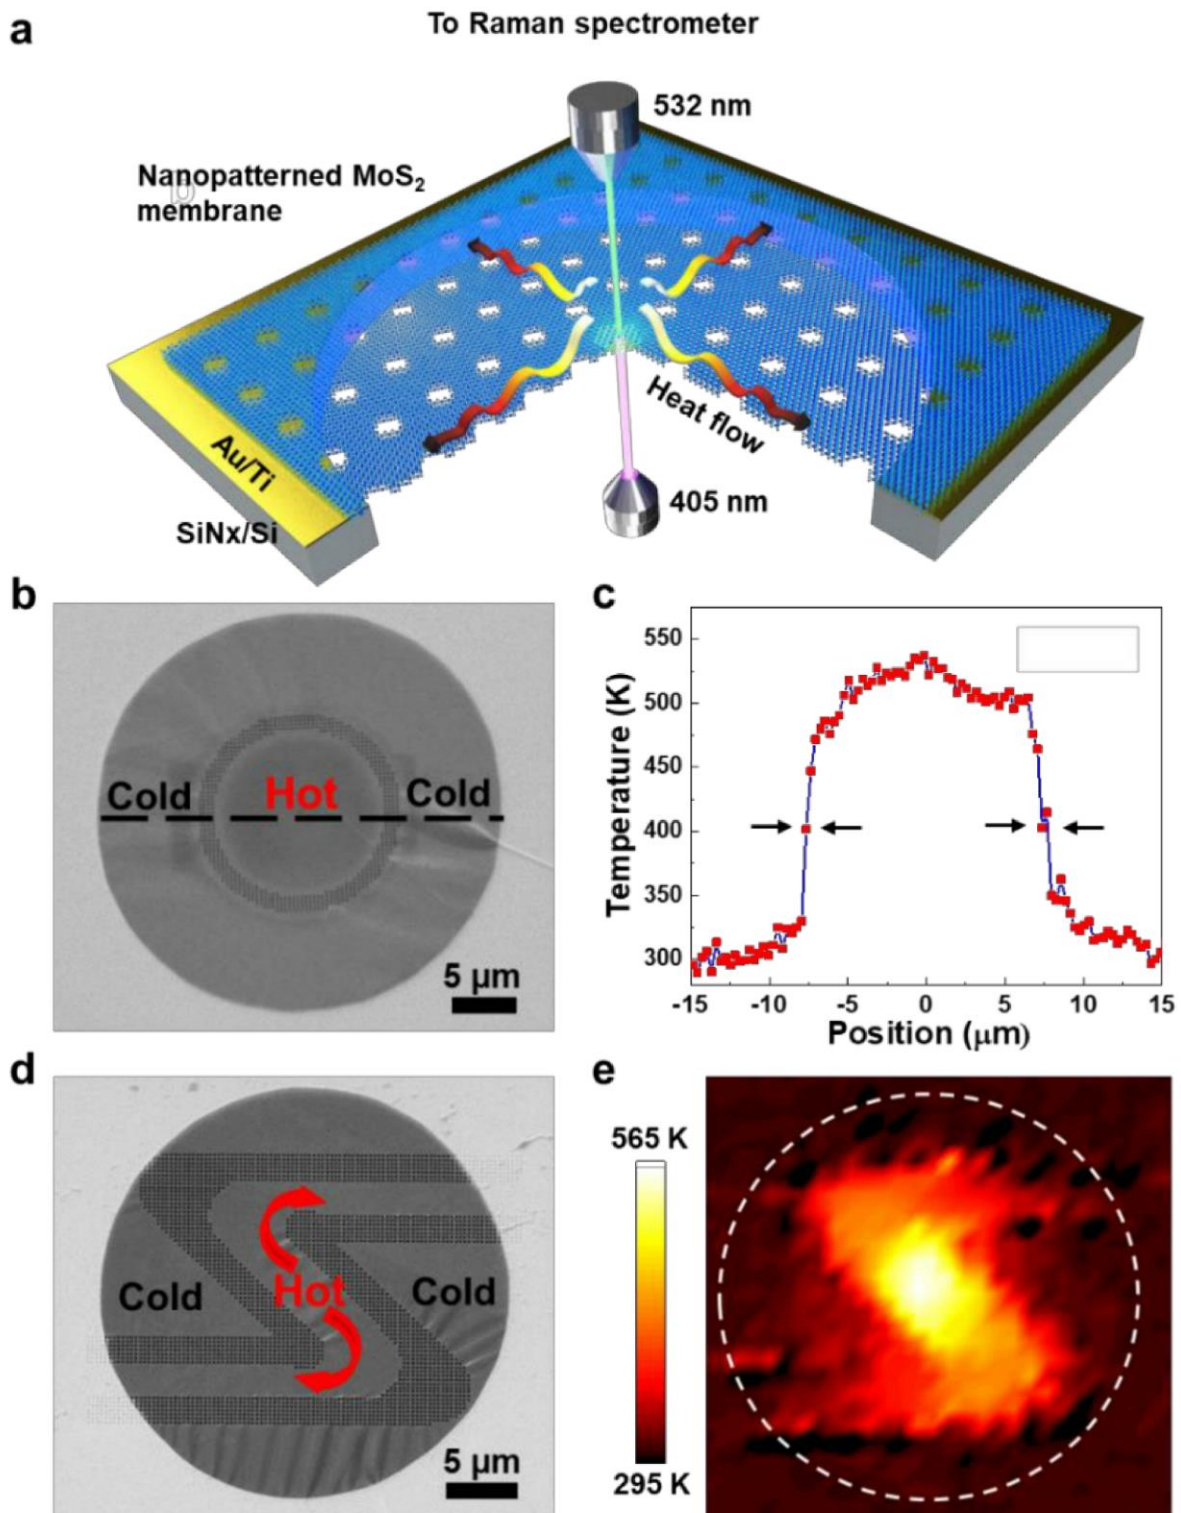 a
To Raman spectrometer
532 nm
Nanopatterned MoS₂
membrane
Heat flow
Au/Ti
405 nm
SiNx/Si
b
Cold
Hot
Cold
5 μm
c
Temperature (K)
550
500
450
400
350
300
-15
-10
-5
0
5
10
15
Position (μm)
d
Cold
Hot
Cold
5 μm
e
565 K
295 K